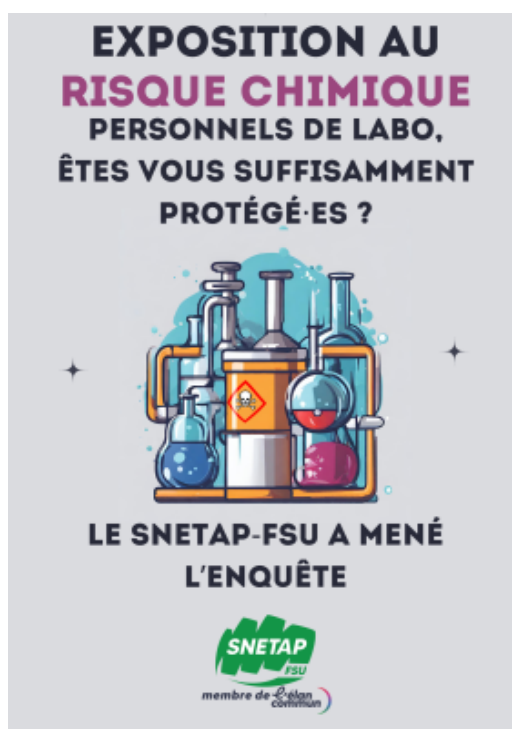 EXPOSITION AU
RISQUE CHIMIQUE
PERSONNELS DE LABO,
ÊTES VOUS SUFFISAMMENT
PROTÉGÉ·ES ?
LE SNETAP-FSU A MENÉ
L'ENQUÊTE
SNETAP
FSU
membre de l'élan
commun